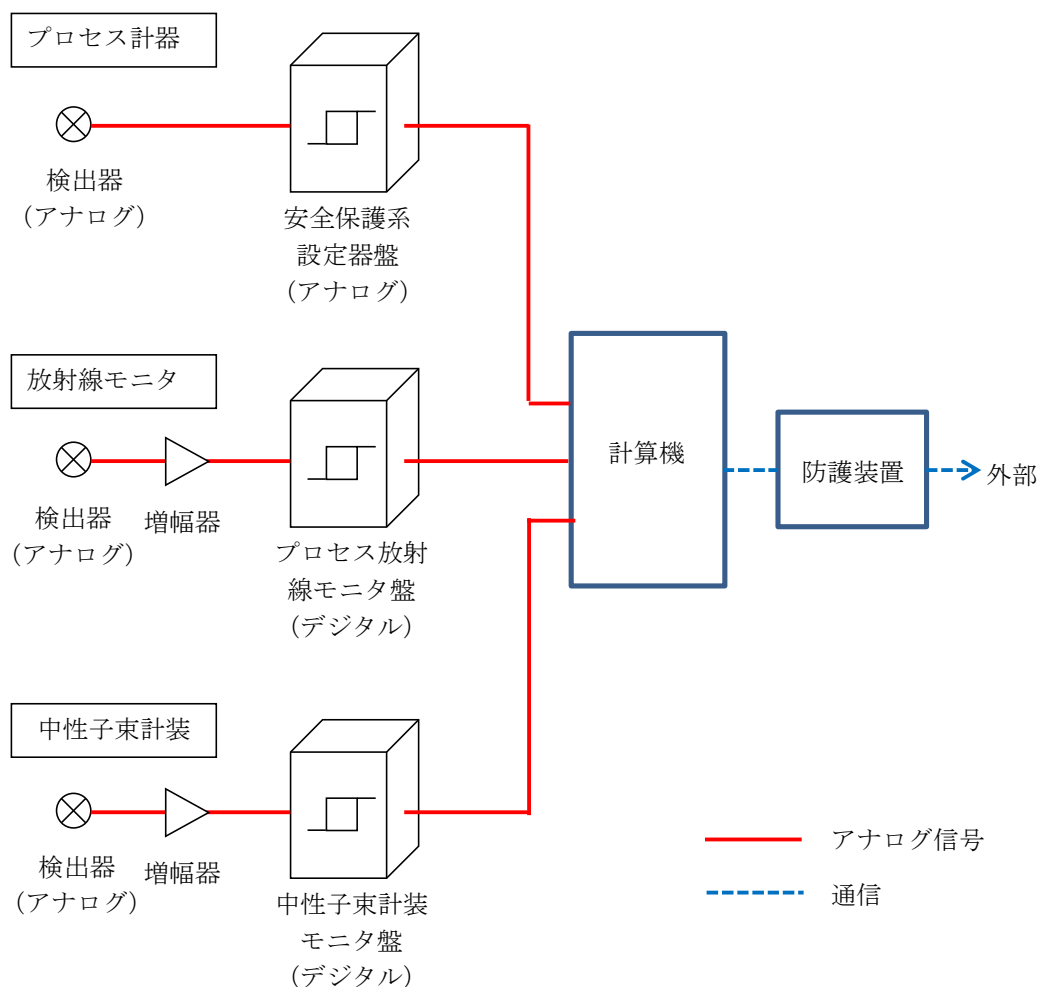 プロセス計器
検出器
(アナログ)
安全保護系
設定器盤
(アナログ)
放射線モニタ
検出器
(アナログ)
増幅器
プロセス放射
線モニタ盤
(デジタル)
中性子束計装
検出器
(アナログ)
増幅器
中性子束計装
モニタ盤
(デジタル)
計算機
防護装置
外部
アナログ信号
通信